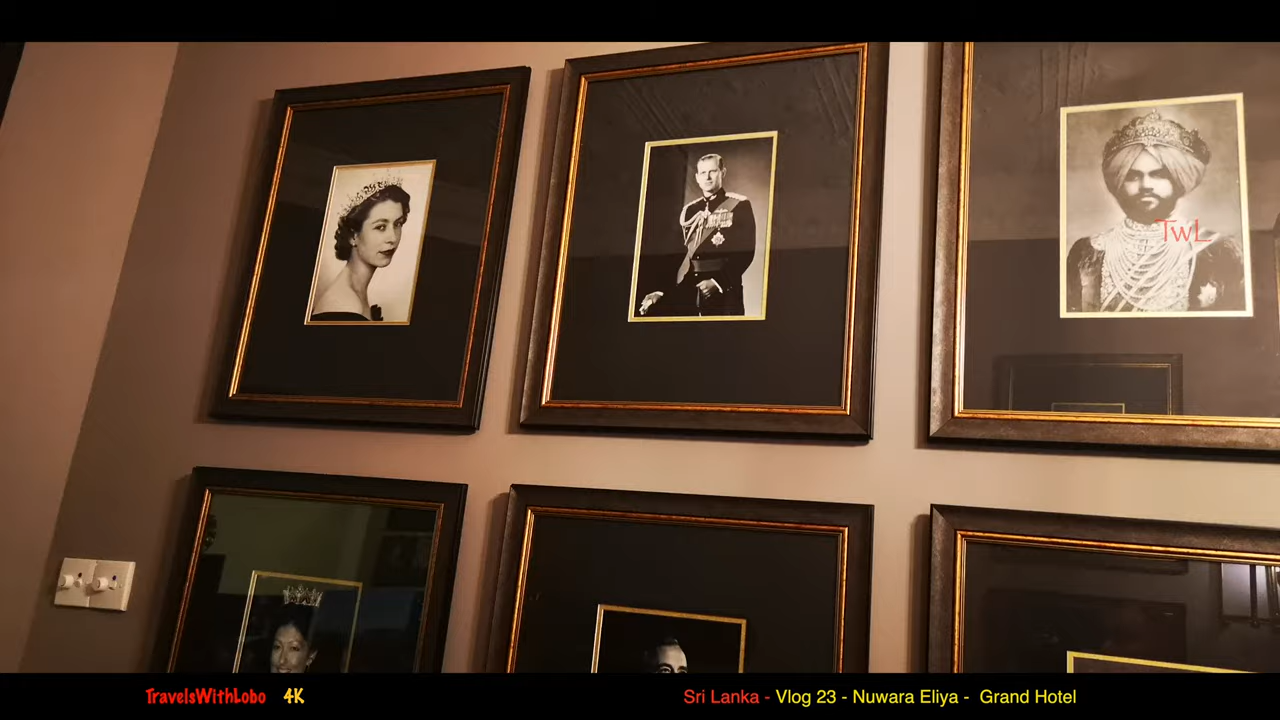 TwL
TravelsWithLobo 4K
Sri Lanka - Vlog 23 - Nuwara Eliya - Grand Hotel